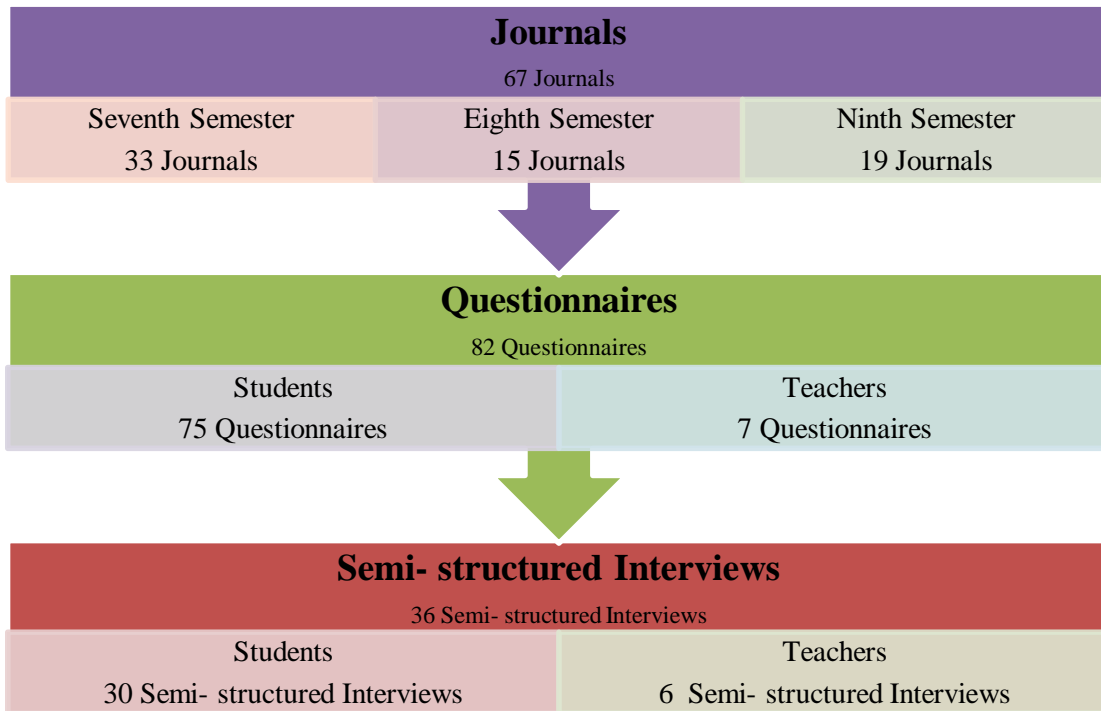 Journals
67 Journals
Seventh Semester
33 Journals
Eighth Semester
15 Journals
Ninth Semester
19 Journals
Questionnaires
82 Questionnaires
Students
75 Questionnaires
Teachers
7 Questionnaires
Semi- structured Interviews
36 Semi- structured Interviews
Students
30 Semi- structured Interviews
Teachers
6 Semi- structured Interviews